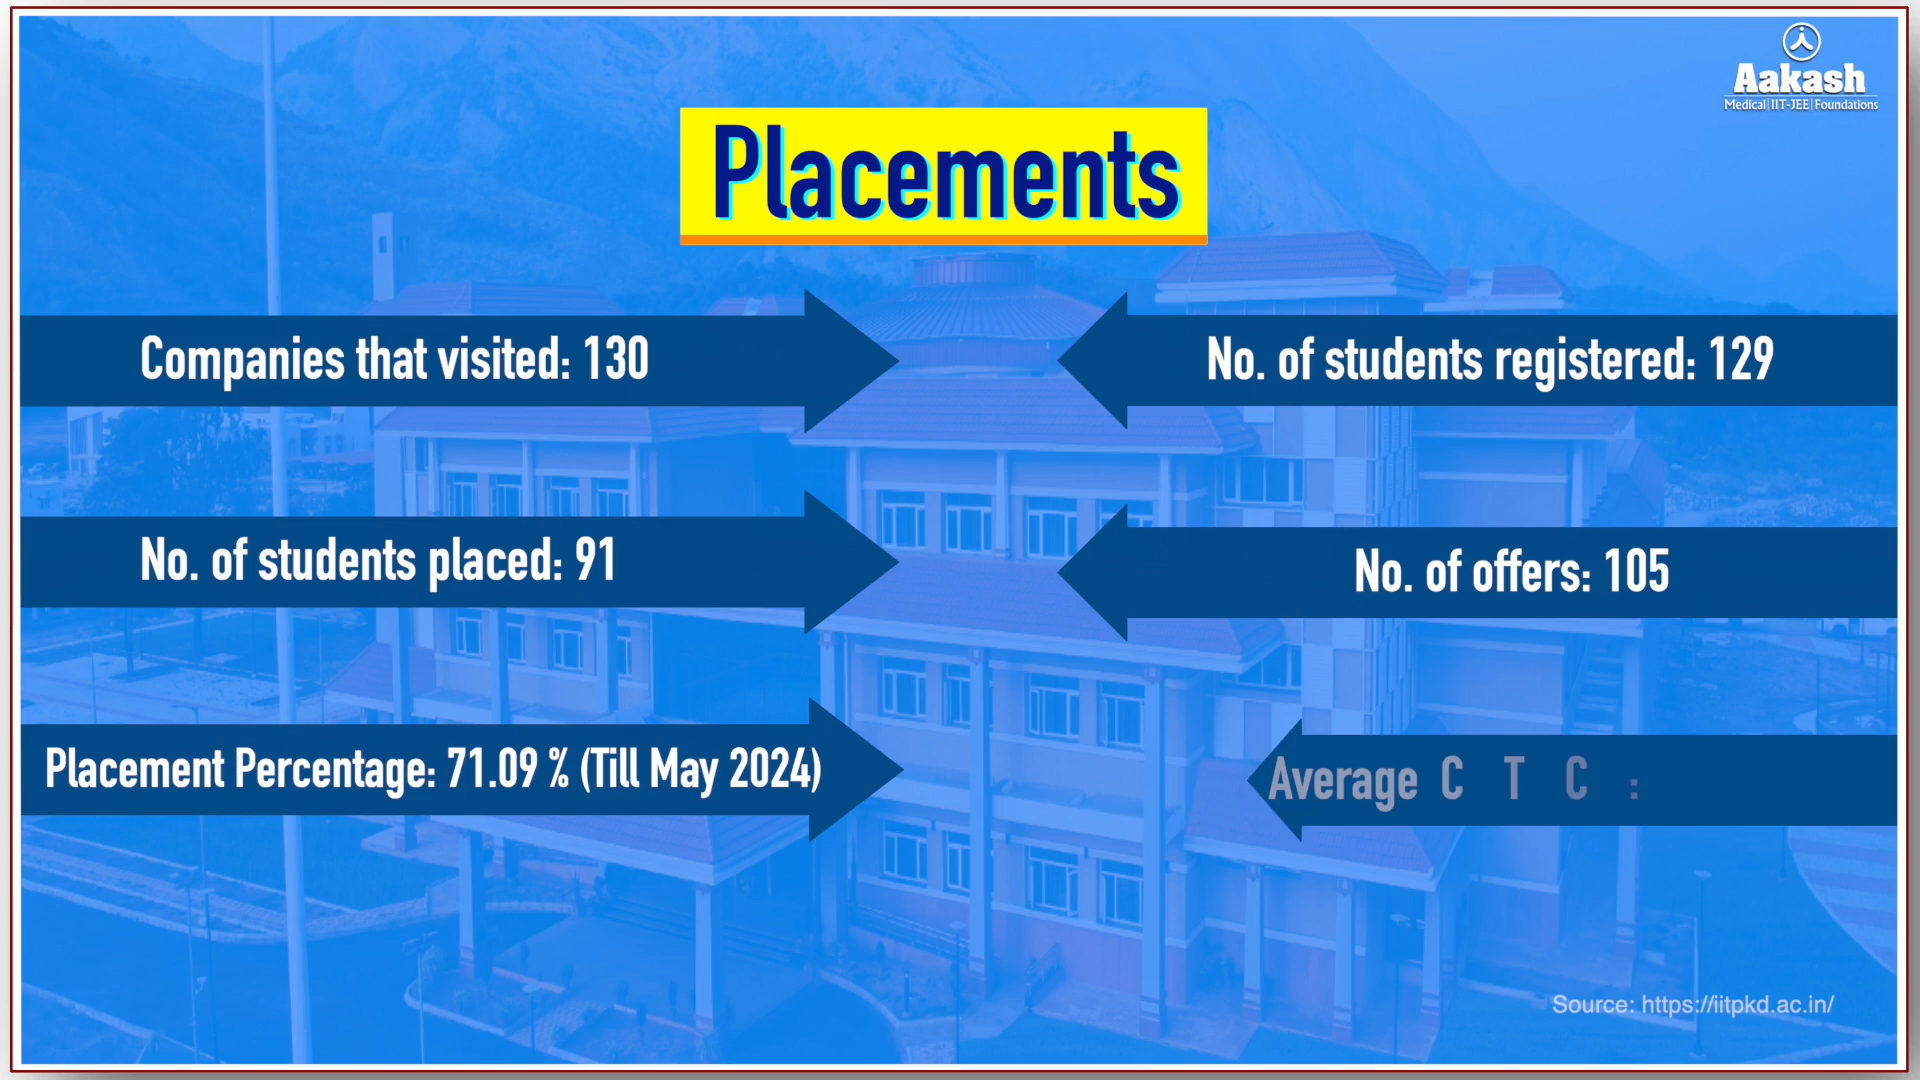 Aakash
Medical|IIT-JEE|Foundations
Placements
Companies that visited: 130
No. of students registered: 129
No. of students placed: 91
No. of offers: 105
Placement Percentage: 71.09 % (Till May 2024)
Average C T C :
Source: https://iitpkd.ac.in/